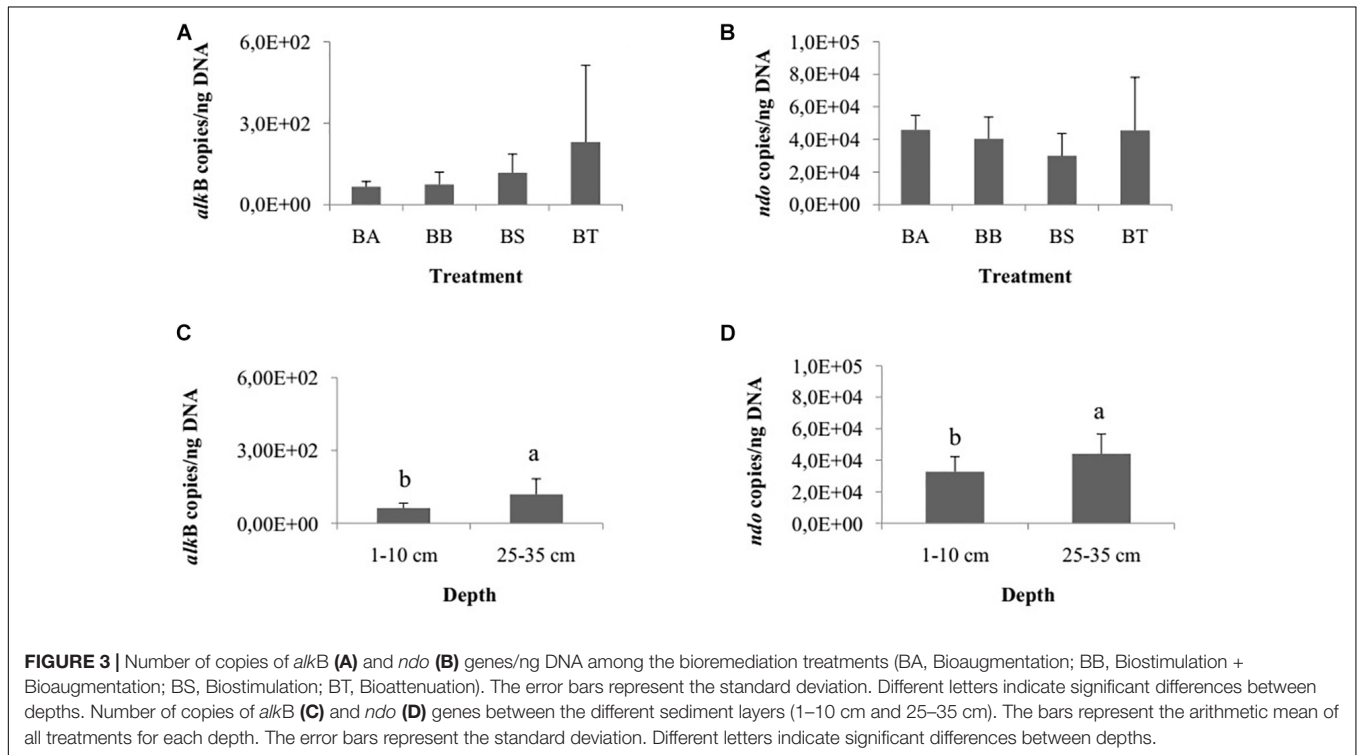 A
6,0E+02
3,0E+02
0,0E+00
alkB copies/ng DNA
BA BB BS BT
Treatment
B
1,0E+05
8,0E+04
6,0E+04
4,0E+04
2,0E+04
0,0E+00
ndo copies/ng DNA
BA BB BS BT
Treatment
C
6,00E+02
3,00E+02
0,00E+00
alkB copies/ng DNA
b
a
1-10 cm 25-35 cm
Depth
D
1,0E+05
8,0E+04
6,0E+04
4,0E+04
2,0E+04
0,0E+00
ndo copies/ng DNA
b
a
1-10 cm 25-35 cm
Depth
FIGURE 3 | Number of copies of alkB (A) and ndo (B) genes/ng DNA among the bioremediation treatments (BA, Bioaugmentation; BB, Biostimulation +
Bioaugmentation; BS, Biostimulation; BT, Bioattenuation). The error bars represent the standard deviation. Different letters indicate significant differences between
depths. Number of copies of alkB (C) and ndo (D) genes between the different sediment layers (1–10 cm and 25–35 cm). The bars represent the arithmetic mean of
all treatments for each depth. The error bars represent the standard deviation. Different letters indicate significant differences between depths.